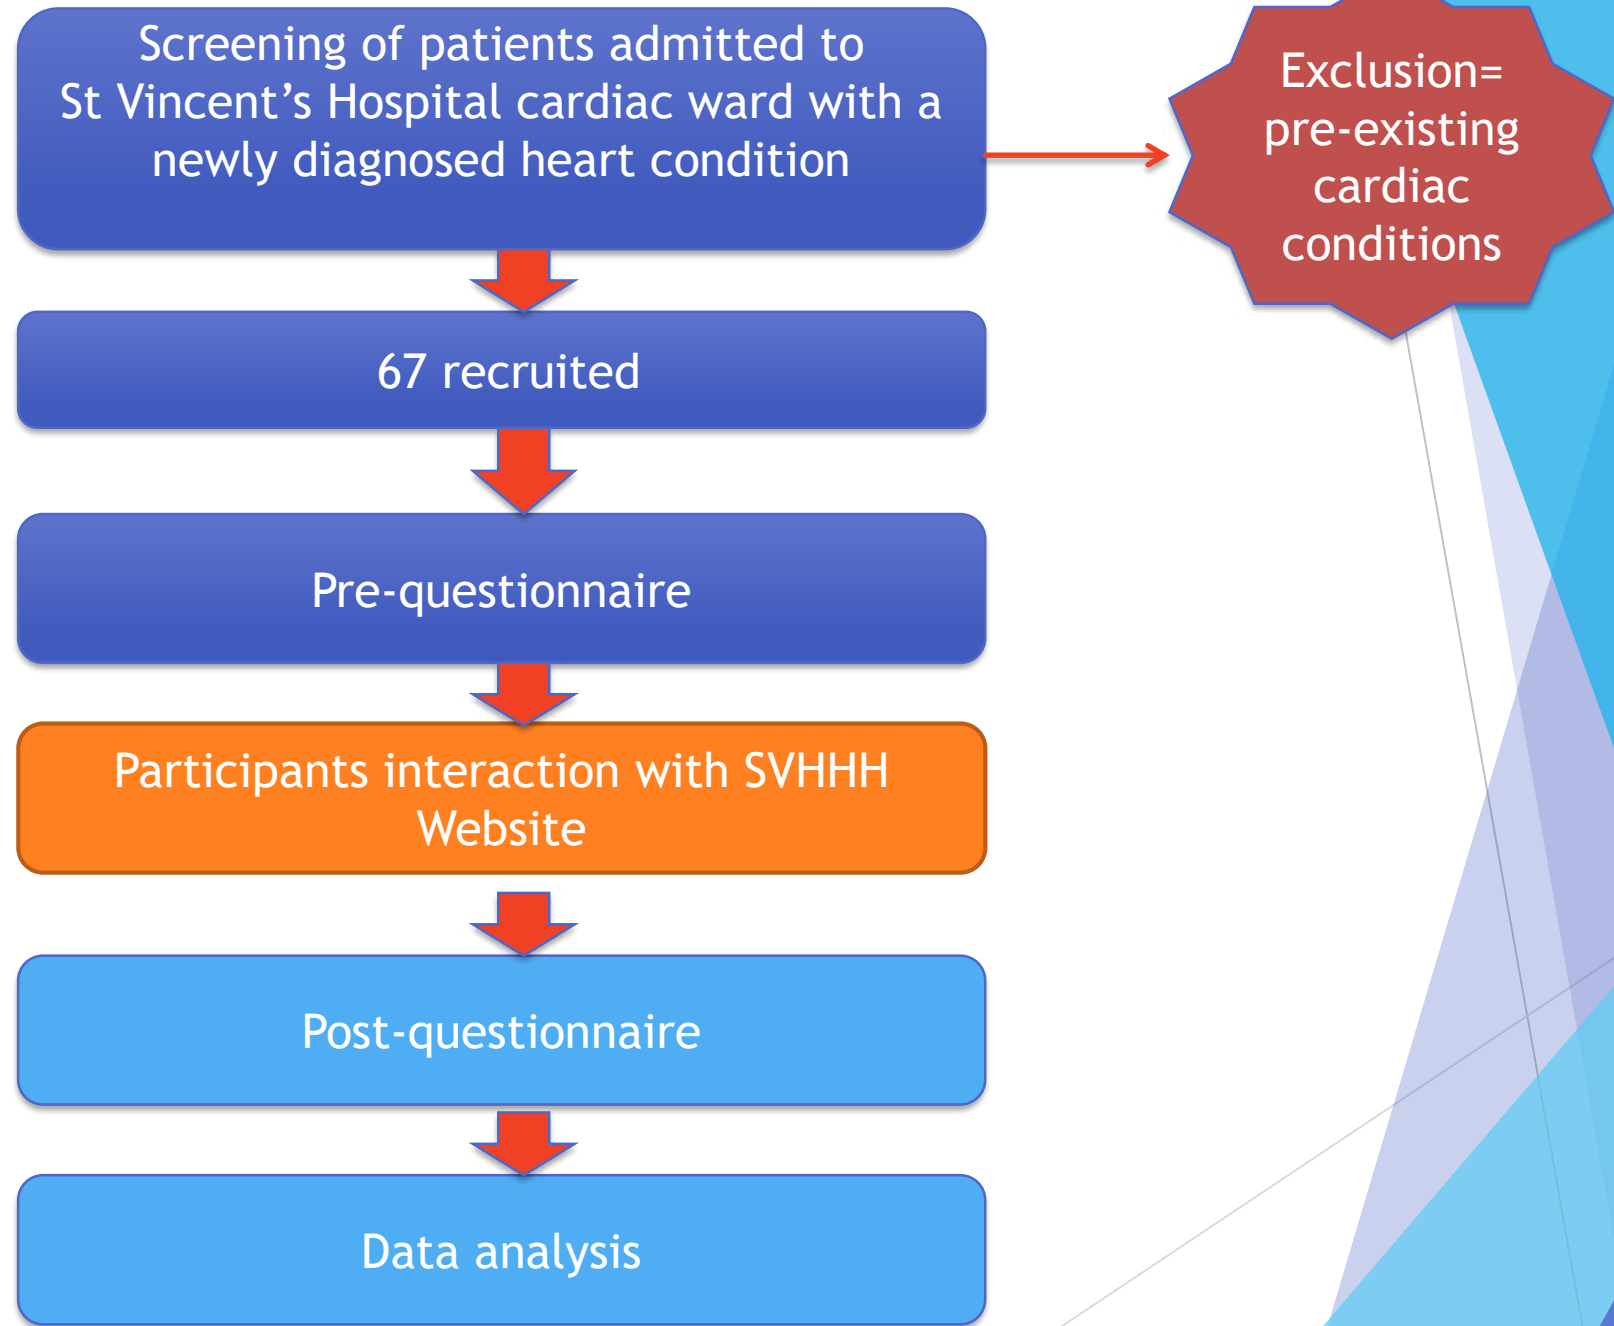 Screening of patients admitted to
St Vincent’s Hospital cardiac ward with a
newly diagnosed heart condition
Exclusion=
pre-existing
cardiac
conditions
67 recruited
Pre-questionnaire
Participants interaction with SVHHH
Website
Post-questionnaire
Data analysis